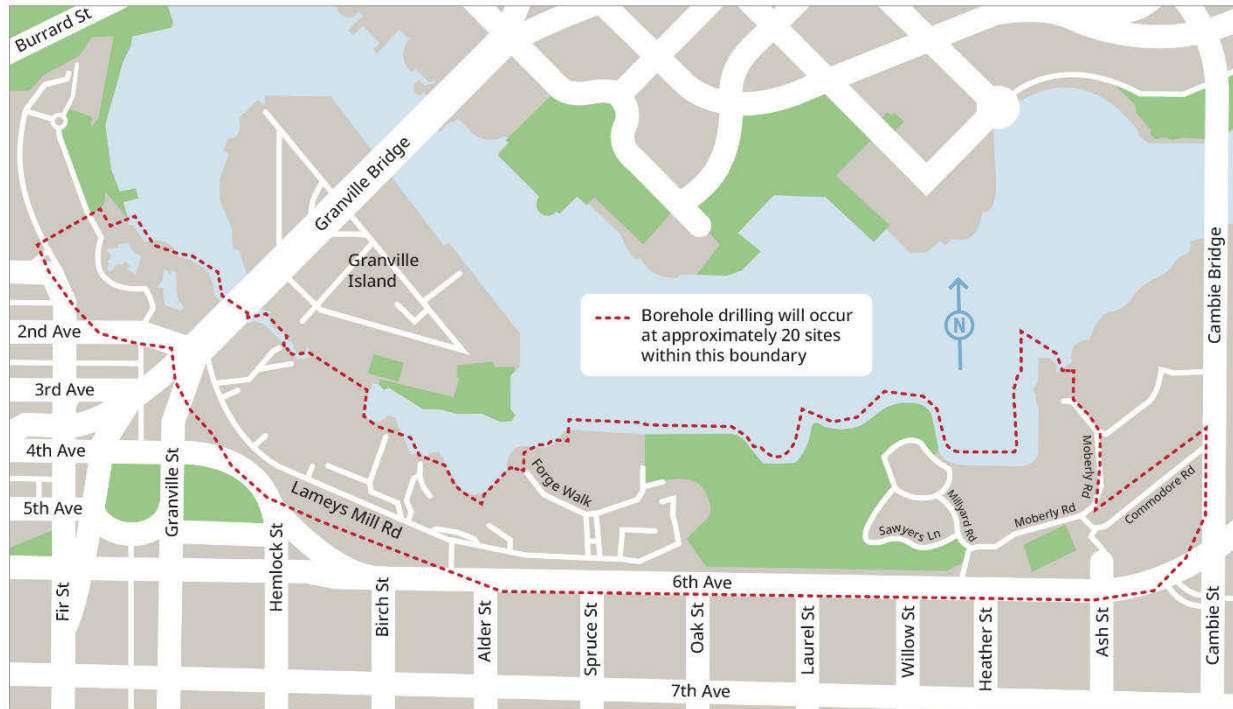 Burrard St
Granville Bridge
Granville
Island
Cambie Bridge
Borehole drilling will occur
at approximately 20 sites
within this boundary
N
2nd Ave
3rd Ave
4th Ave
5th Ave
Granville St
Lameys Mill Rd
Forge Walk
Sawyers Ln
Millyard Rd
Moberly Rd
Moberly Rd
Commodore Rd
6th Ave
Fir St
Hemlock St
Birch St
Alder St
Spruce St
Oak St
Laurel St
Willow St
Heather St
Ash St
Cambie St
7th Ave